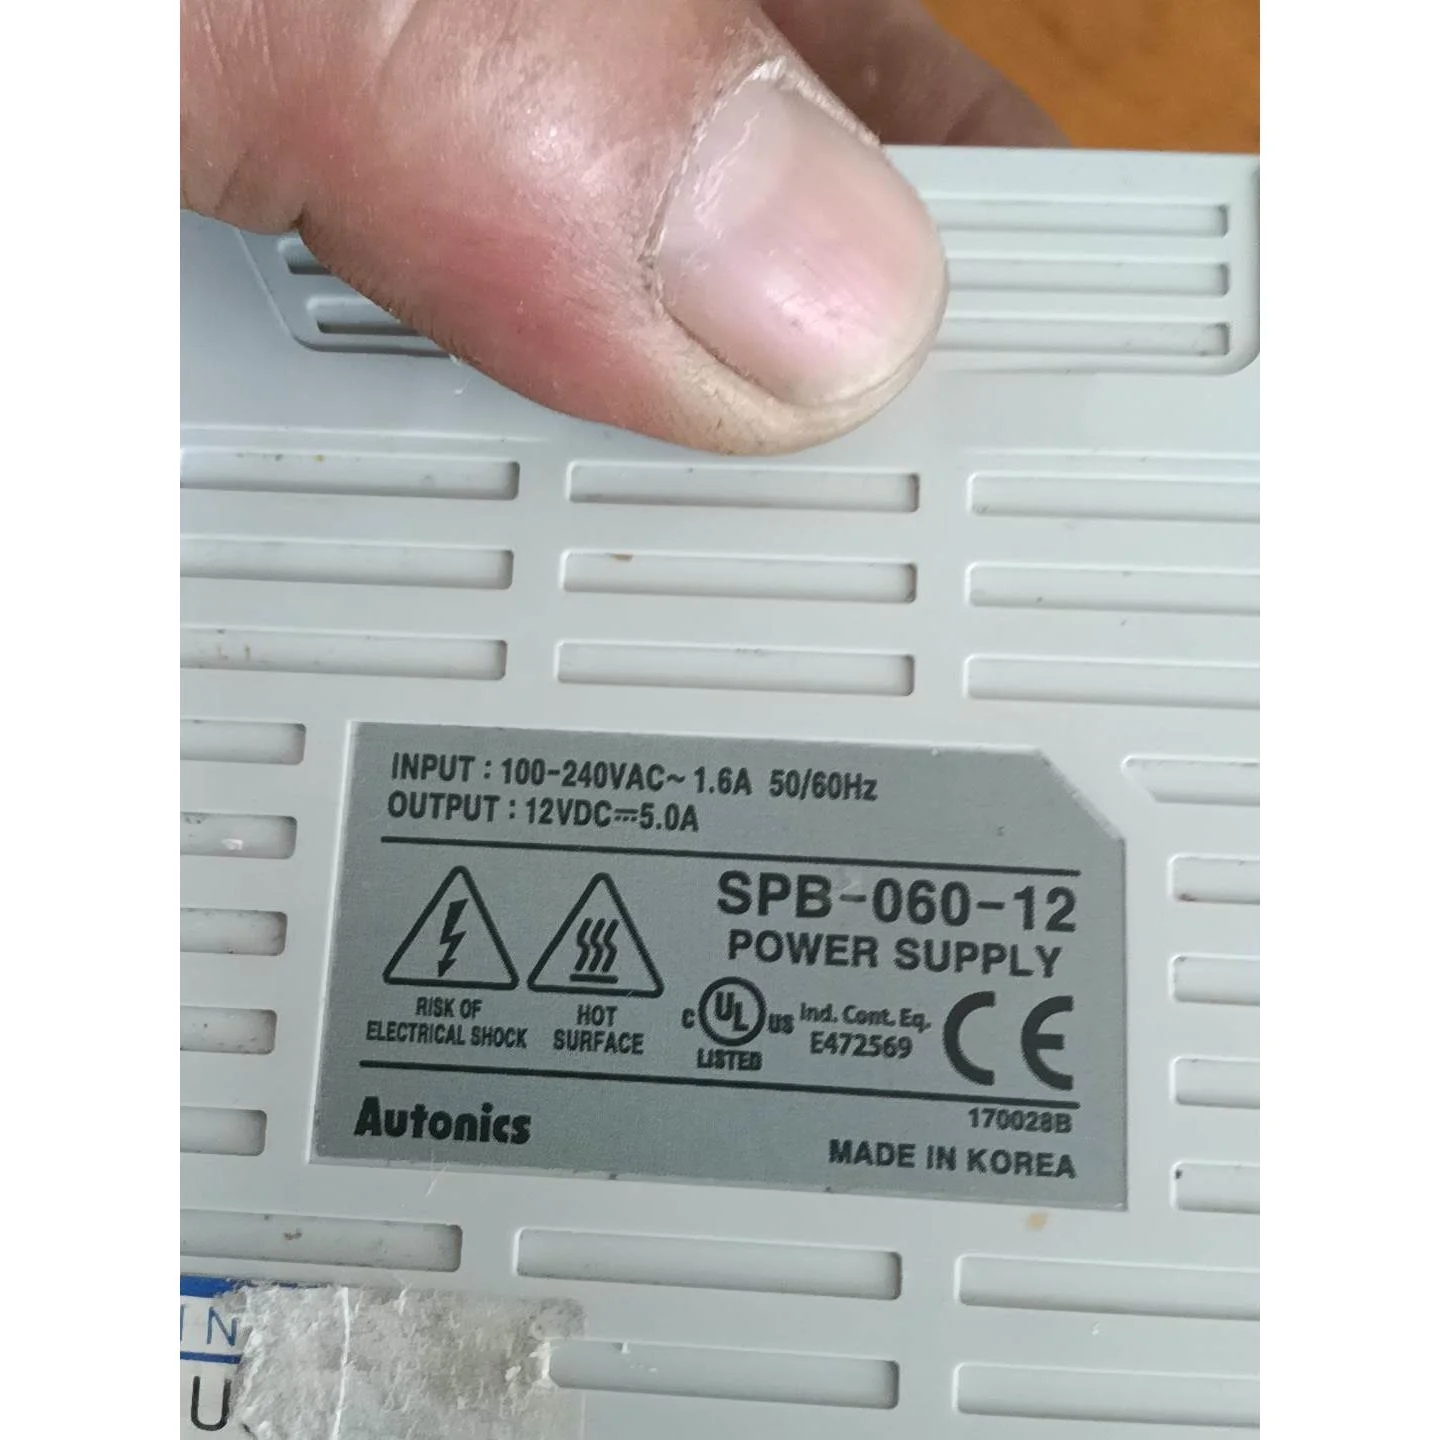 INPUT : 100-240VAC~ 1.6A 50/60Hz
OUTPUT : 12VDC⎓5.0A
SPB-060-12
POWER SUPPLY
RISK OF
ELECTRICAL SHOCK
HOT
SURFACE
C UL US
LISTED
Ind. Cont. Eq.
E472569
CE
Autonics
170028B
MADE IN KOREA
IN
U